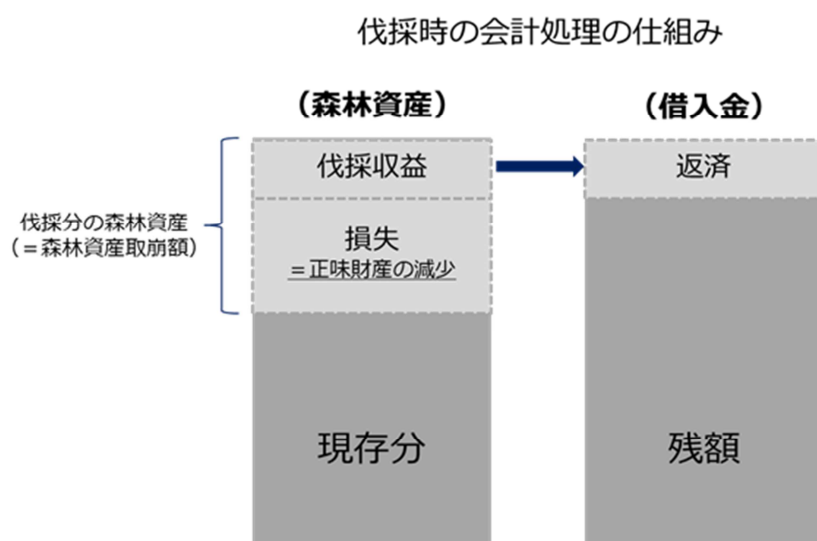 伐採時の会計処理の仕組み
（森林資産）
（借入金）
伐採収益
返済
伐採分の森林資産
（＝森林資産取崩額）
損失
＝正味財産の減少
現存分
残額